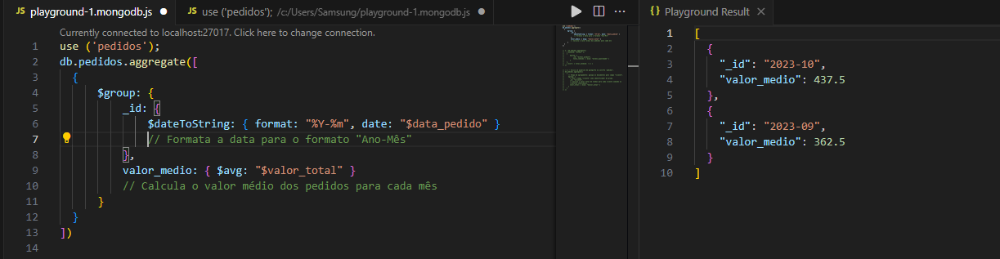 JS playground-1.mongodb.js
JS use ('pedidos'); /c:/Users/Samsung/playground-1.mongodb.js
Currently connected to localhost:27017. Click here to change connection.
1 use ('pedidos');
2 db.pedidos.aggregate([
3 {
4 $group: {
5 _id: {
6 $dateToString: { format: "%Y-%m", date: "$data_pedido" }
7 // Formata a data para o formato "Ano-Mês"
8 },
9 valor_medio: { $avg: "$valor_total" }
10 // Calcula o valor médio dos pedidos para cada mês
11 }
12 }
13 ])
14
{} Playground Result
1 [
2 {
3 "_id": "2023-10",
4 "valor_medio": 437.5
5 },
6 {
7 "_id": "2023-09",
8 "valor_medio": 362.5
9 }
10 ]